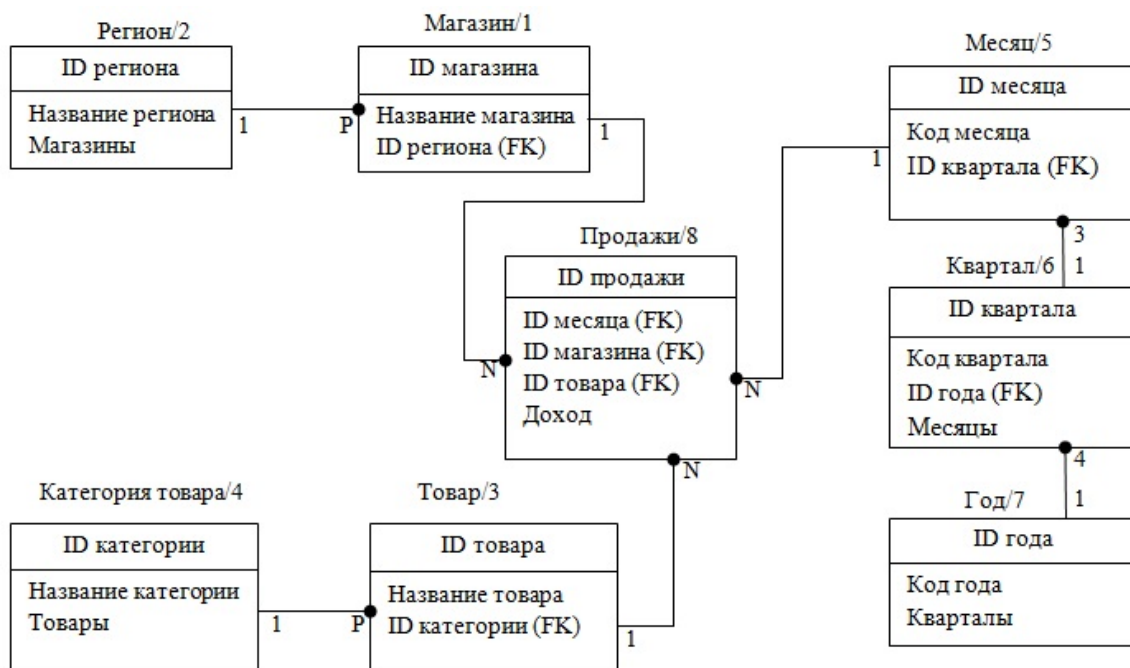 Регион/2
ID региона
Название региона
Магазины
1
P
Магазин/1
ID магазина
Название магазина
ID региона (FK)
1
Месяц/5
ID месяца
Код месяца
ID квартала (FK)
1
3
Продажи/8
ID продажи
ID месяца (FK)
ID магазина (FK)
ID товара (FK)
Доход
N
N
N
Квартал/6
1
ID квартала
Код квартала
ID года (FK)
Месяцы
4
Категория товара/4
ID категории
Название категории
Товары
1
P
Товар/3
ID товара
Название товара
ID категории (FK)
1
Год/7
1
ID года
Код года
Кварталы